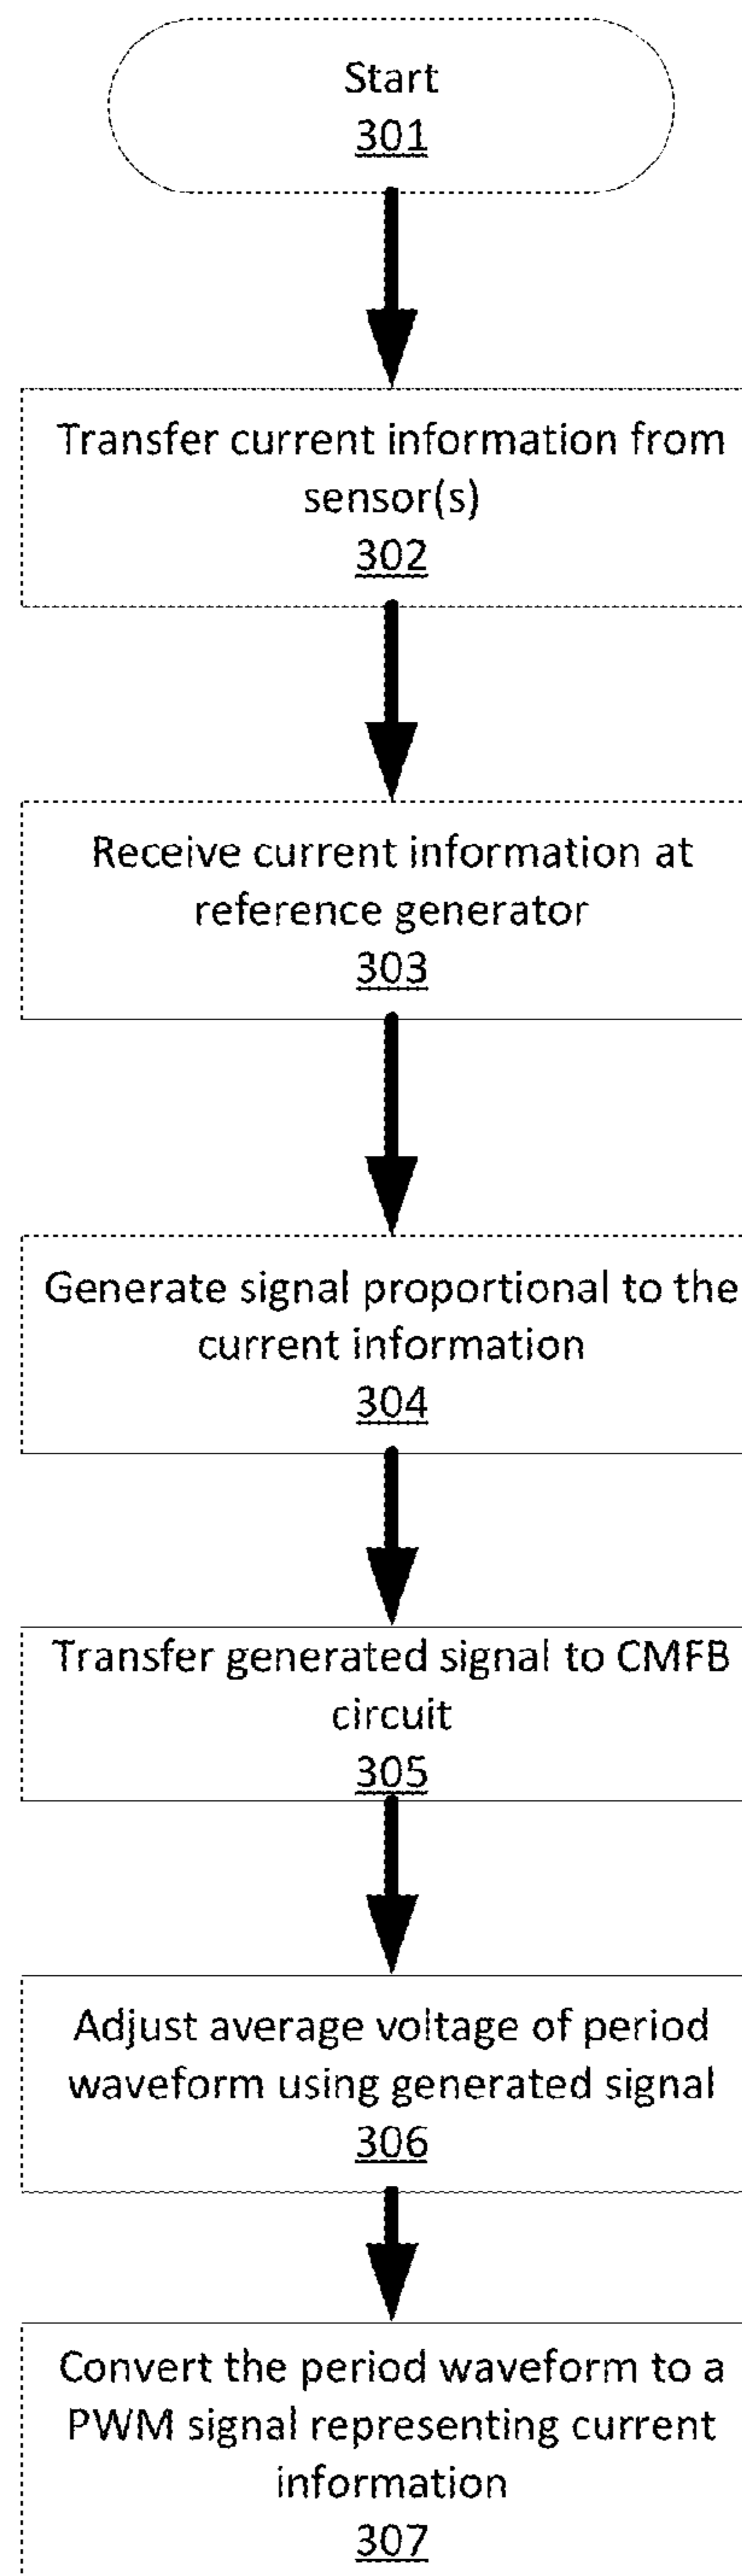 Start
301
Transfer current information from
sensor(s)
302
Receive current information at
reference generator
303
Generate signal proportional to the
current information
304
Transfer generated signal to CMFB
circuit
305
Adjust average voltage of period
waveform using generated signal
306
Convert the period waveform to a
PWM signal representing current
information
307